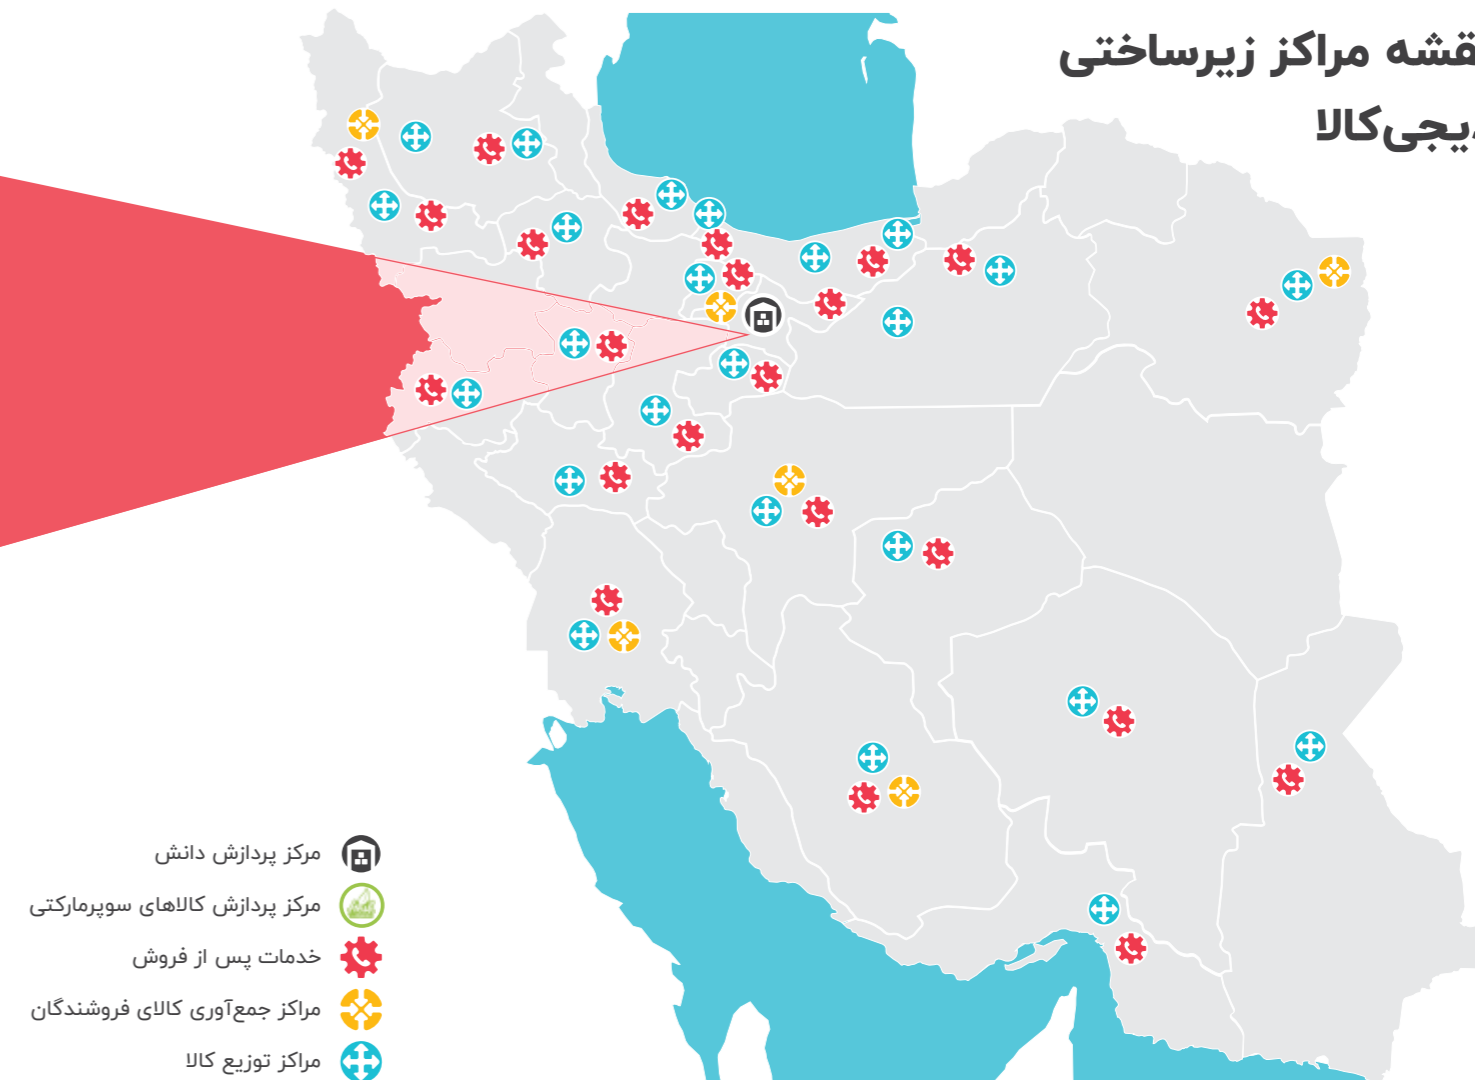 قشه مراکز زیرساختی
یجی‌کالا
مرکز پردازش دانش
مرکز پردازش کالاهای سوپرمارکتی
خدمات پس از فروش
مراکز جمع‌آوری کالای فروشندگان
مراکز توزیع کالا